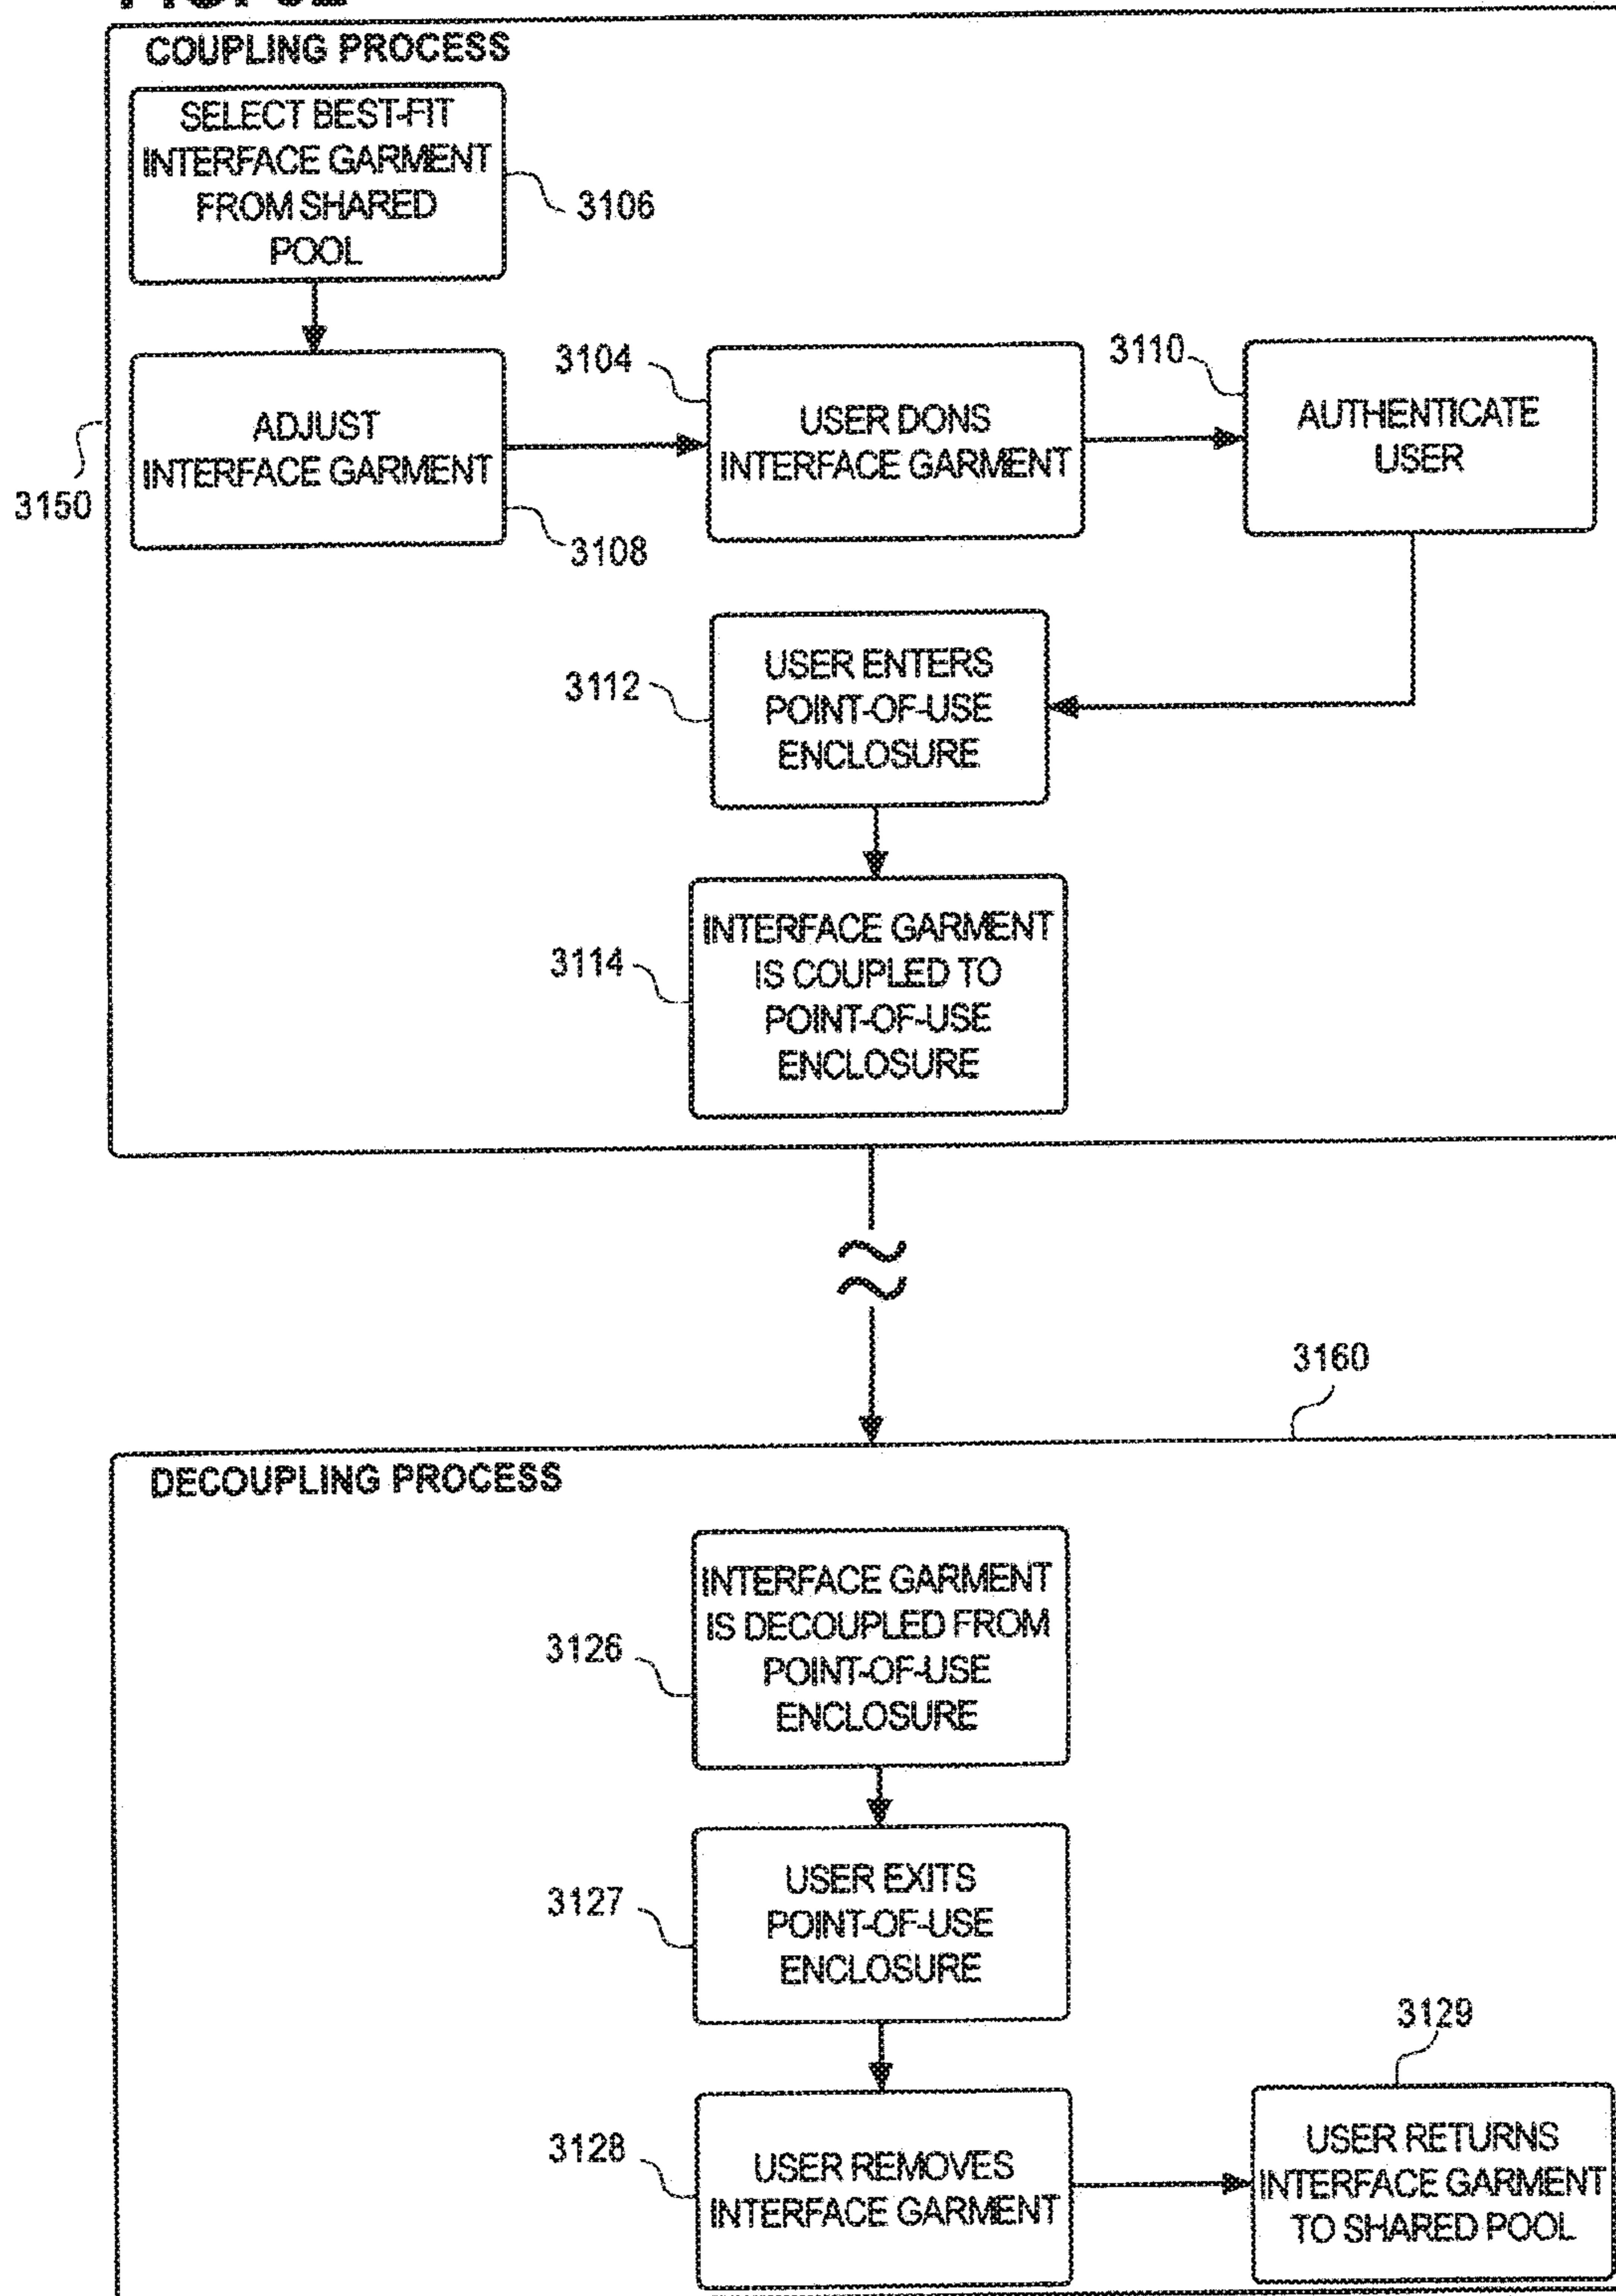 COUPLING PROCESS
SELECT BEST-FIT
INTERFACE GARMENT
FROM SHARED
POOL
3106
ADJUST
INTERFACE GARMENT
3108
3150
3104
USER DONS
INTERFACE GARMENT
3110
AUTHENTICATE
USER
3112
USER ENTERS
POINT-OF-USE
ENCLOSURE
3114
INTERFACE GARMENT
IS COUPLED TO
POINT-OF-USE
ENCLOSURE
3160
DECOUPLING PROCESS
3126
INTERFACE GARMENT
IS DECOUPLED FROM
POINT-OF-USE
ENCLOSURE
3127
USER EXITS
POINT-OF-USE
ENCLOSURE
3128
USER REMOVES
INTERFACE GARMENT
3129
USER RETURNS
INTERFACE GARMENT
TO SHARED POOL